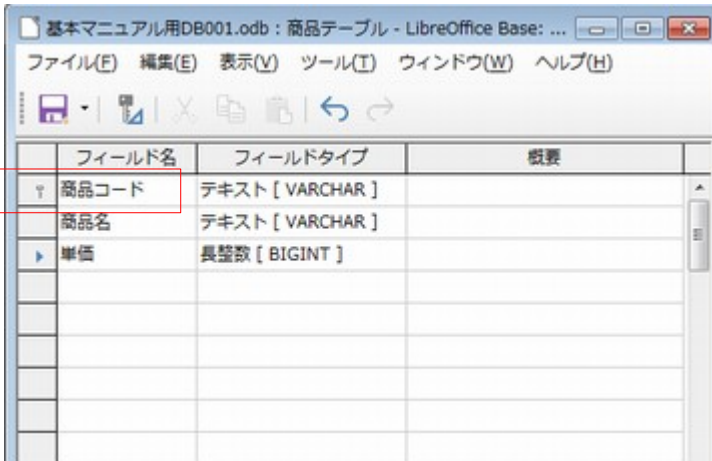 基本マニュアル用DB001.odb : 商品テーブル - LibreOffice Base: ...
ファイル(F) 編集(E) 表示(V) ツール(T) ウィンドウ(W) ヘルプ(H)
フィールド名 フィールドタイプ 概要
商品コード テキスト [ VARCHAR ]
商品名 テキスト [ VARCHAR ]
単価 長整数 [ BIGINT ]